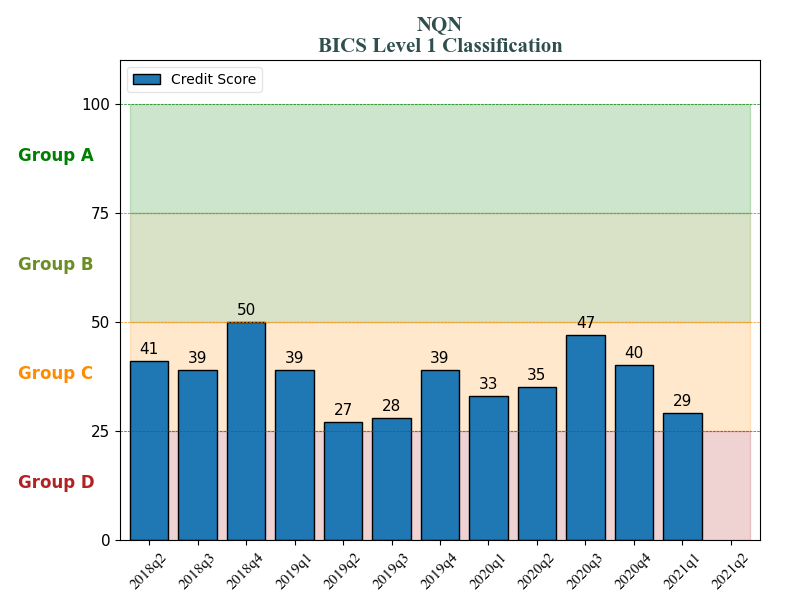 NQN
BICS Level 1 Classification
Credit Score
100
Group A
75
Group B
50
Group C
25
Group D
0
41
39
50
39
27
28
39
33
35
47
40
29
2018q2
2018q3
2018q4
2019q1
2019q2
2019q3
2019q4
2020q1
2020q2
2020q3
2020q4
2021q1
2021q2